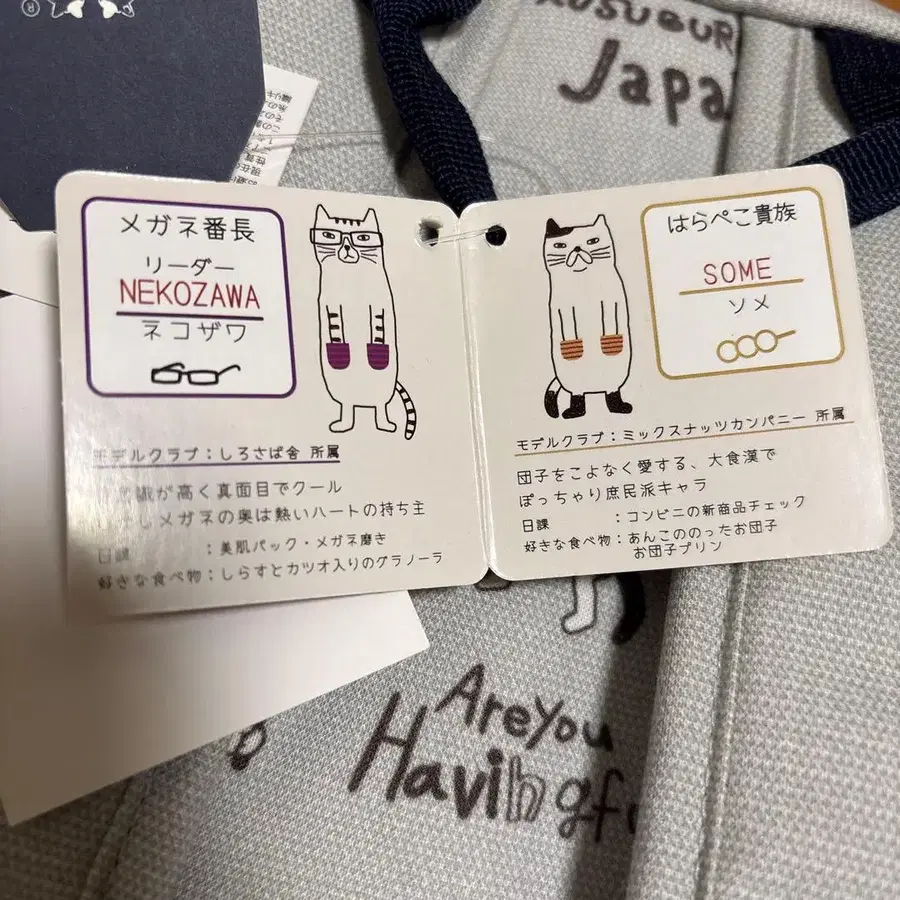 ®
KUSUGUR
Japa
メガネ番長
リーダー
NEKOZAWA
ネコザワ
モデルクラブ：しろさば舎 所属
識が高く真面目でクール
しメガネの奥は熱いハートの持ち主
日課 ：美肌パック・メガネ磨き
好きな食べ物：しらすとカツオ入りのグラノーラ
はらぺこ貴族
SOME
ソメ
モデルクラブ：ミックスナッツカンパニー 所属
団子をこよなく愛する、大食漢で
ぽっちゃり庶民派キャラ
日課 ：コンビニの新商品チェック
好きな食べ物：あんこののったお団子
お団子プリン
AreYou
Havingfu